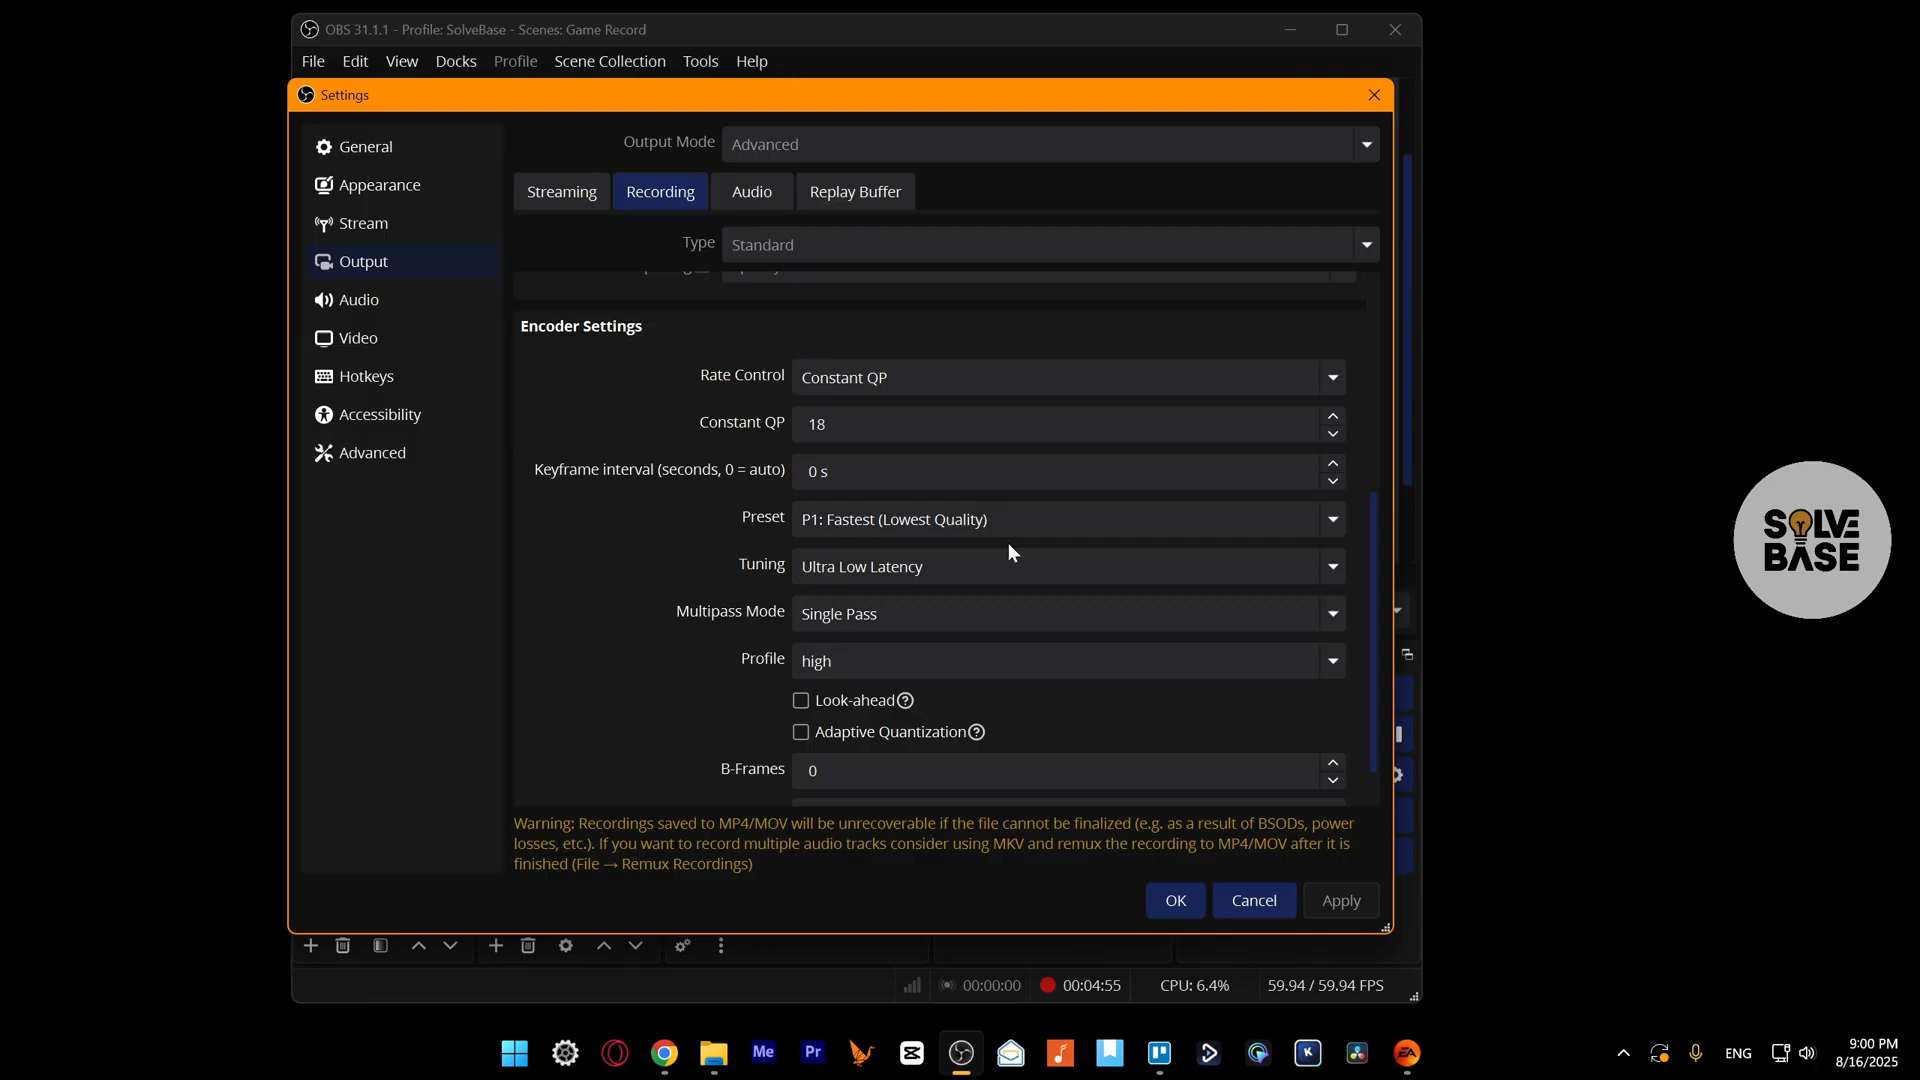 OBS 31.1.1 - Profile: SolveBase - Scenes: Game Record
File Edit View Docks Profile Scene Collection Tools Help
Settings
General
Appearance
Stream
Output
Audio
Video
Hotkeys
Accessibility
Advanced
Output Mode Advanced
Streaming Recording Audio Replay Buffer
Type Standard
Encoder Settings
Rate Control Constant QP
Constant QP 18
Keyframe interval (seconds, 0 = auto) 0 s
Preset P1: Fastest (Lowest Quality)
Tuning Ultra Low Latency
Multipass Mode Single Pass
Profile high
Look-ahead
Adaptive Quantization
B-Frames 0
Warning: Recordings saved to MP4/MOV will be unrecoverable if the file cannot be finalized (e.g. as a result of BSODs, power
losses, etc.). If you want to record multiple audio tracks consider using MKV and remux the recording to MP4/MOV after it is
finished (File → Remux Recordings)
OK Cancel Apply
00:00:00 00:04:55 CPU: 6.4% 59.94 / 59.94 FPS
SOLVE
BASE
Me Pr K EA
ENG
9:00 PM
8/16/2025